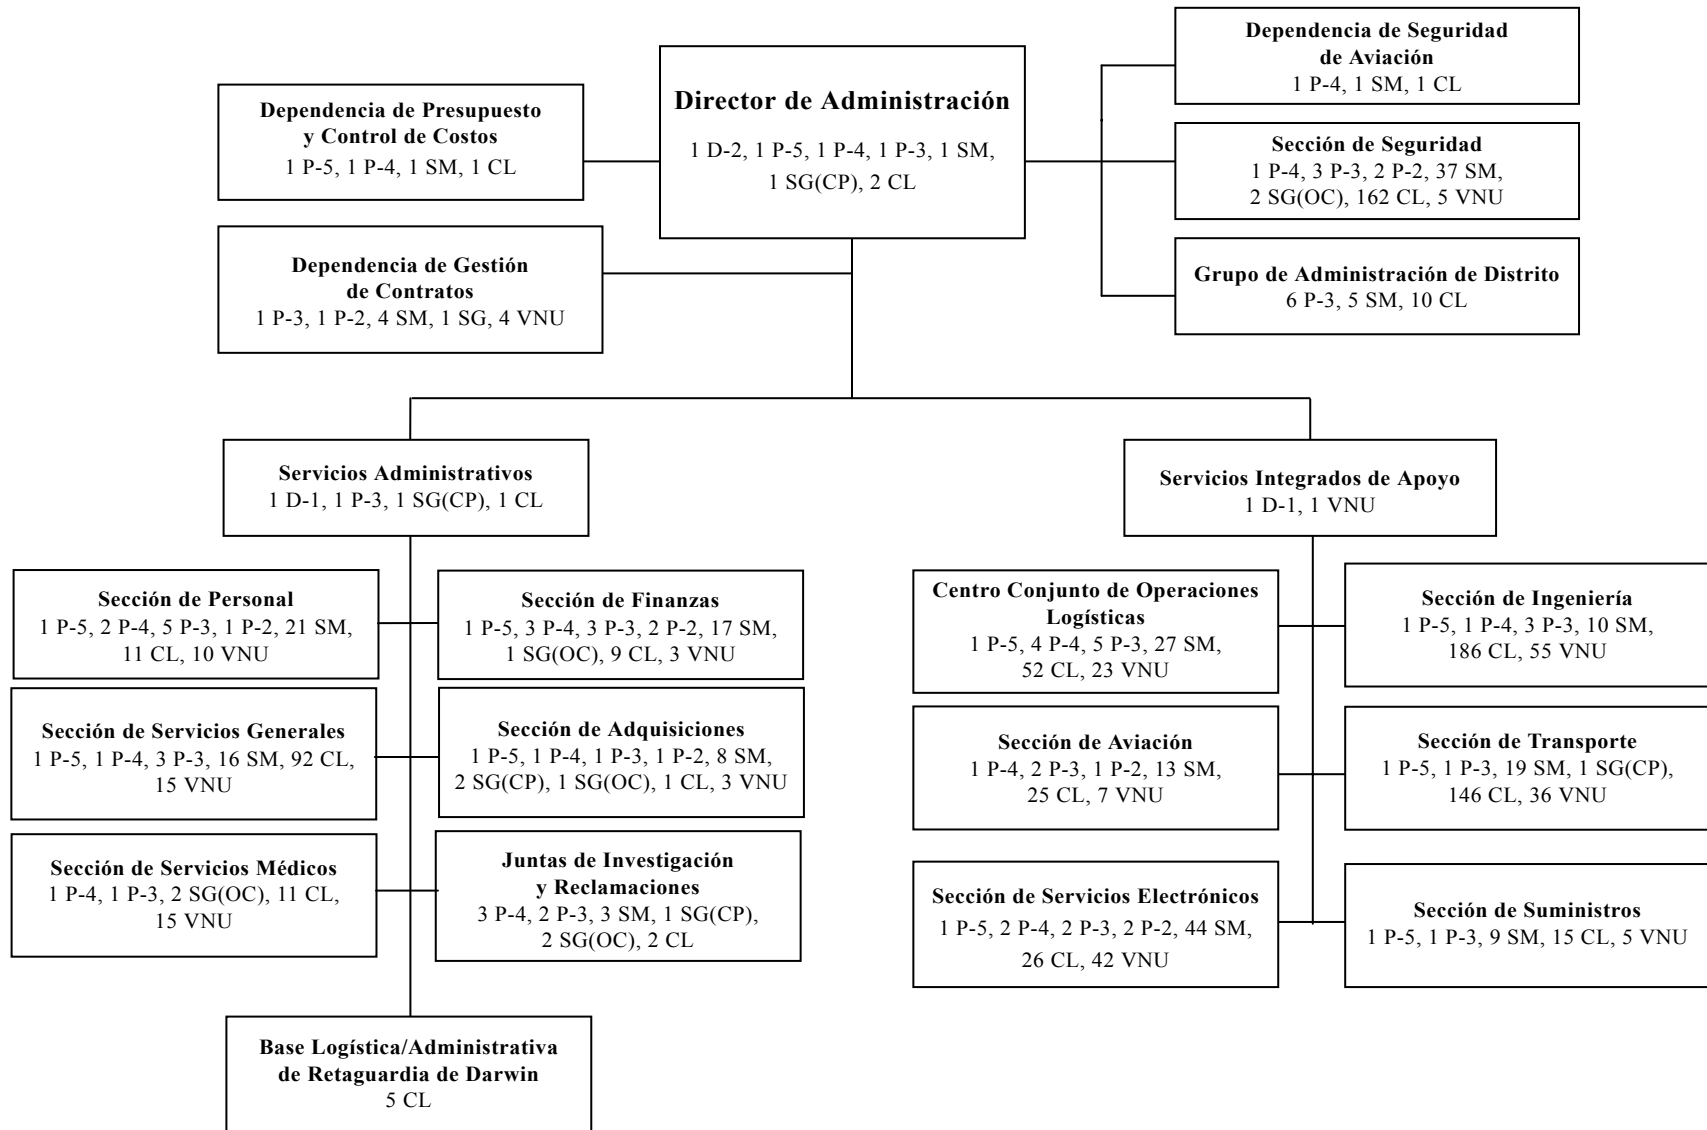 Dependencia de Seguridad
de Aviación
1 P-4, 1 SM, 1 CL
Director de Administración
1 D-2, 1 P-5, 1 P-4, 1 P-3, 1 SM,
1 SG(CP), 2 CL
Dependencia de Presupuesto
y Control de Costos
1 P-5, 1 P-4, 1 SM, 1 CL
Sección de Seguridad
1 P-4, 3 P-3, 2 P-2, 37 SM,
2 SG(OC), 162 CL, 5 VNU
Dependencia de Gestión
de Contratos
1 P-3, 1 P-2, 4 SM, 1 SG, 4 VNU
Grupo de Administración de Distrito
6 P-3, 5 SM, 10 CL
Servicios Administrativos
1 D-1, 1 P-3, 1 SG(CP), 1 CL
Servicios Integrados de Apoyo
1 D-1, 1 VNU
Sección de Personal
1 P-5, 2 P-4, 5 P-3, 1 P-2, 21 SM,
11 CL, 10 VNU
Sección de Finanzas
1 P-5, 3 P-4, 3 P-3, 2 P-2, 17 SM,
1 SG(OC), 9 CL, 3 VNU
Centro Conjunto de Operaciones
Logísticas
1 P-5, 4 P-4, 5 P-3, 27 SM,
52 CL, 23 VNU
Sección de Ingeniería
1 P-5, 1 P-4, 3 P-3, 10 SM,
186 CL, 55 VNU
Sección de Servicios Generales
1 P-5, 1 P-4, 3 P-3, 16 SM, 92 CL,
15 VNU
Sección de Adquisiciones
1 P-5, 1 P-4, 1 P-3, 1 P-2, 8 SM,
2 SG(CP), 1 SG(OC), 1 CL, 3 VNU
Sección de Aviación
1 P-4, 2 P-3, 1 P-2, 13 SM,
25 CL, 7 VNU
Sección de Transporte
1 P-5, 1 P-3, 19 SM, 1 SG(CP),
146 CL, 36 VNU
Sección de Servicios Médicos
1 P-4, 1 P-3, 2 SG(OC), 11 CL,
15 VNU
Juntas de Investigación
y Reclamaciones
3 P-4, 2 P-3, 3 SM, 1 SG(CP),
2 SG(OC), 2 CL
Sección de Servicios Electrónicos
1 P-5, 2 P-4, 2 P-3, 2 P-2, 44 SM,
26 CL, 42 VNU
Sección de Suministros
1 P-5, 1 P-3, 9 SM, 15 CL, 5 VNU
Base Logística/Administrativa
de Retaguardia de Darwin
5 CL